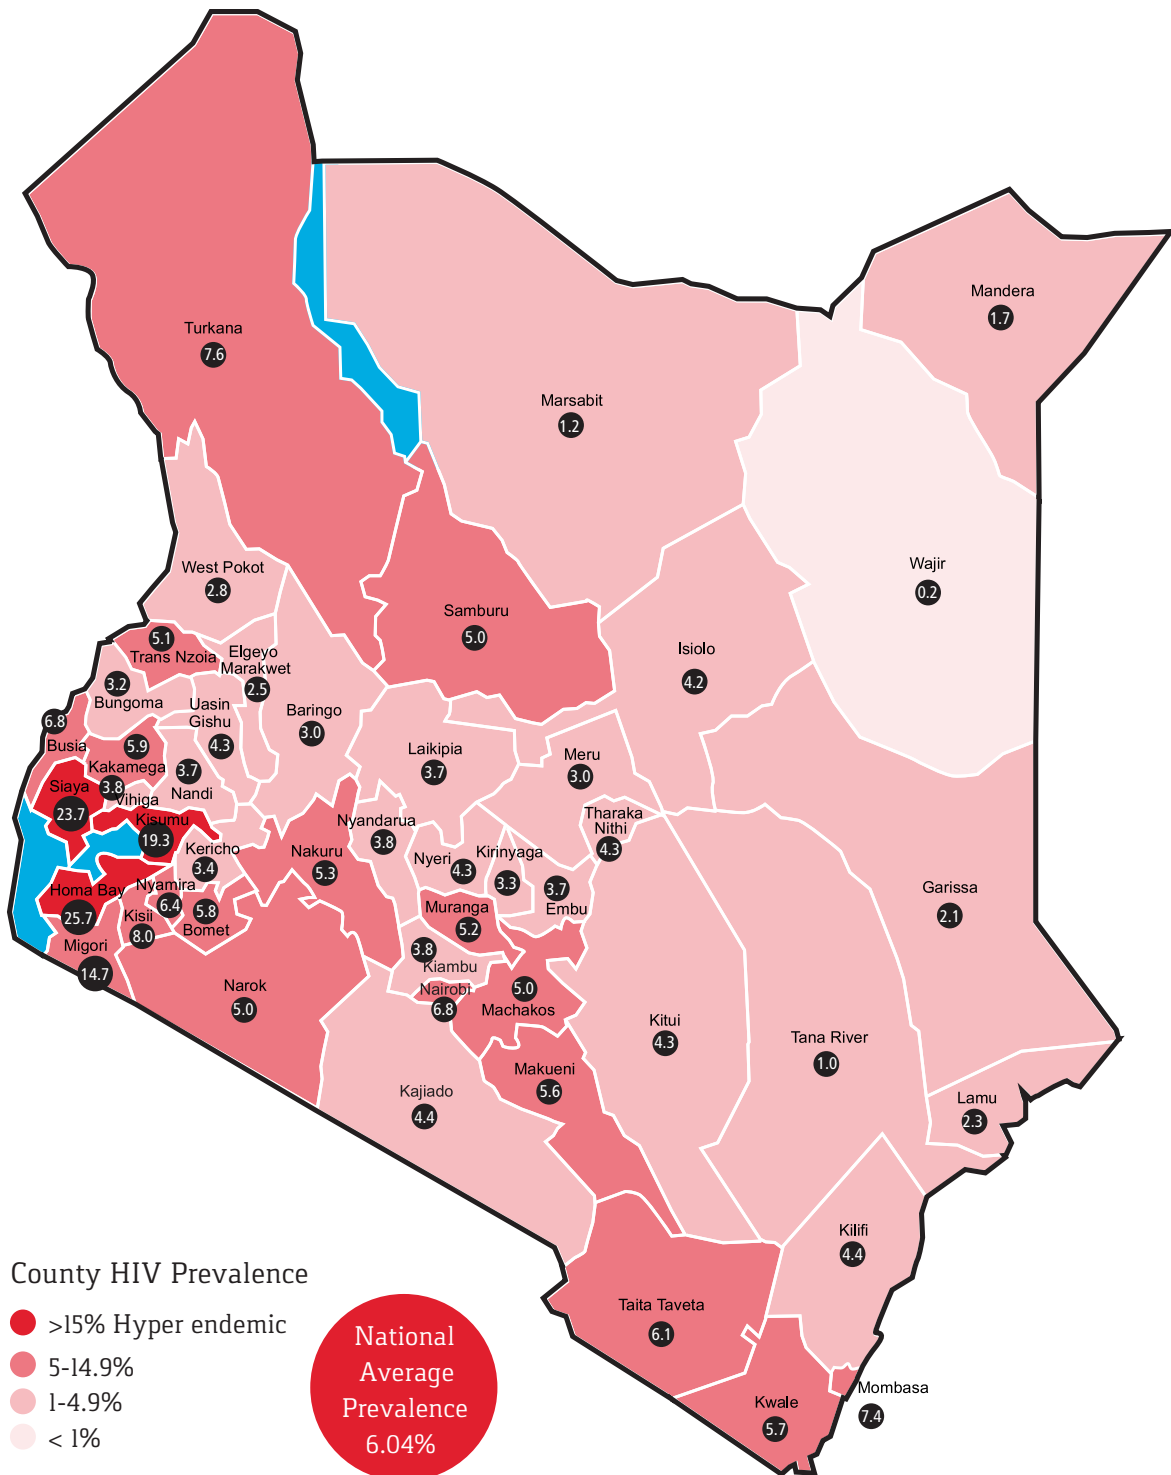 Turkana
7.6
Marsabit
1.2
Mandera
1.7
Wajir
0.2
West Pokot
2.8
Samburu
5.0
Isiolo
4.2
5.1
Trans Nzoia
Elgeyo
Marakwet
2.5
3.2
Bungoma
Uasin
Gishu
4.3
Baringo
3.0
6.8
Busia
5.9
Kakamega
3.7
Nandi
Laikipia
3.7
Meru
3.0
Siaya
23.7
3.8
Vihiga
Kisumu
19.3
Kericho
3.4
Nakuru
5.3
Nyandarua
3.8
Nyeri
4.3
Kirinyaga
3.3
Tharaka
Nithi
4.3
3.7
Embu
Garissa
2.1
Homa Bay
25.7
Nyamira
6.4
Kisii
8.0
5.8
Bomet
Muranga
5.2
Migori
14.7
3.8
Kiambu
Nairobi
6.8
5.0
Machakos
Narok
5.0
Kitui
4.3
Tana River
1.0
Makueni
5.6
Kajiado
4.4
Lamu
2.3
Kilifi
4.4
Taita Taveta
6.1
Kwale
5.7
Mombasa
7.4
County HIV Prevalence
>15% Hyper endemic
5-14.9%
1-4.9%
< 1%
National
Average
Prevalence
6.04%